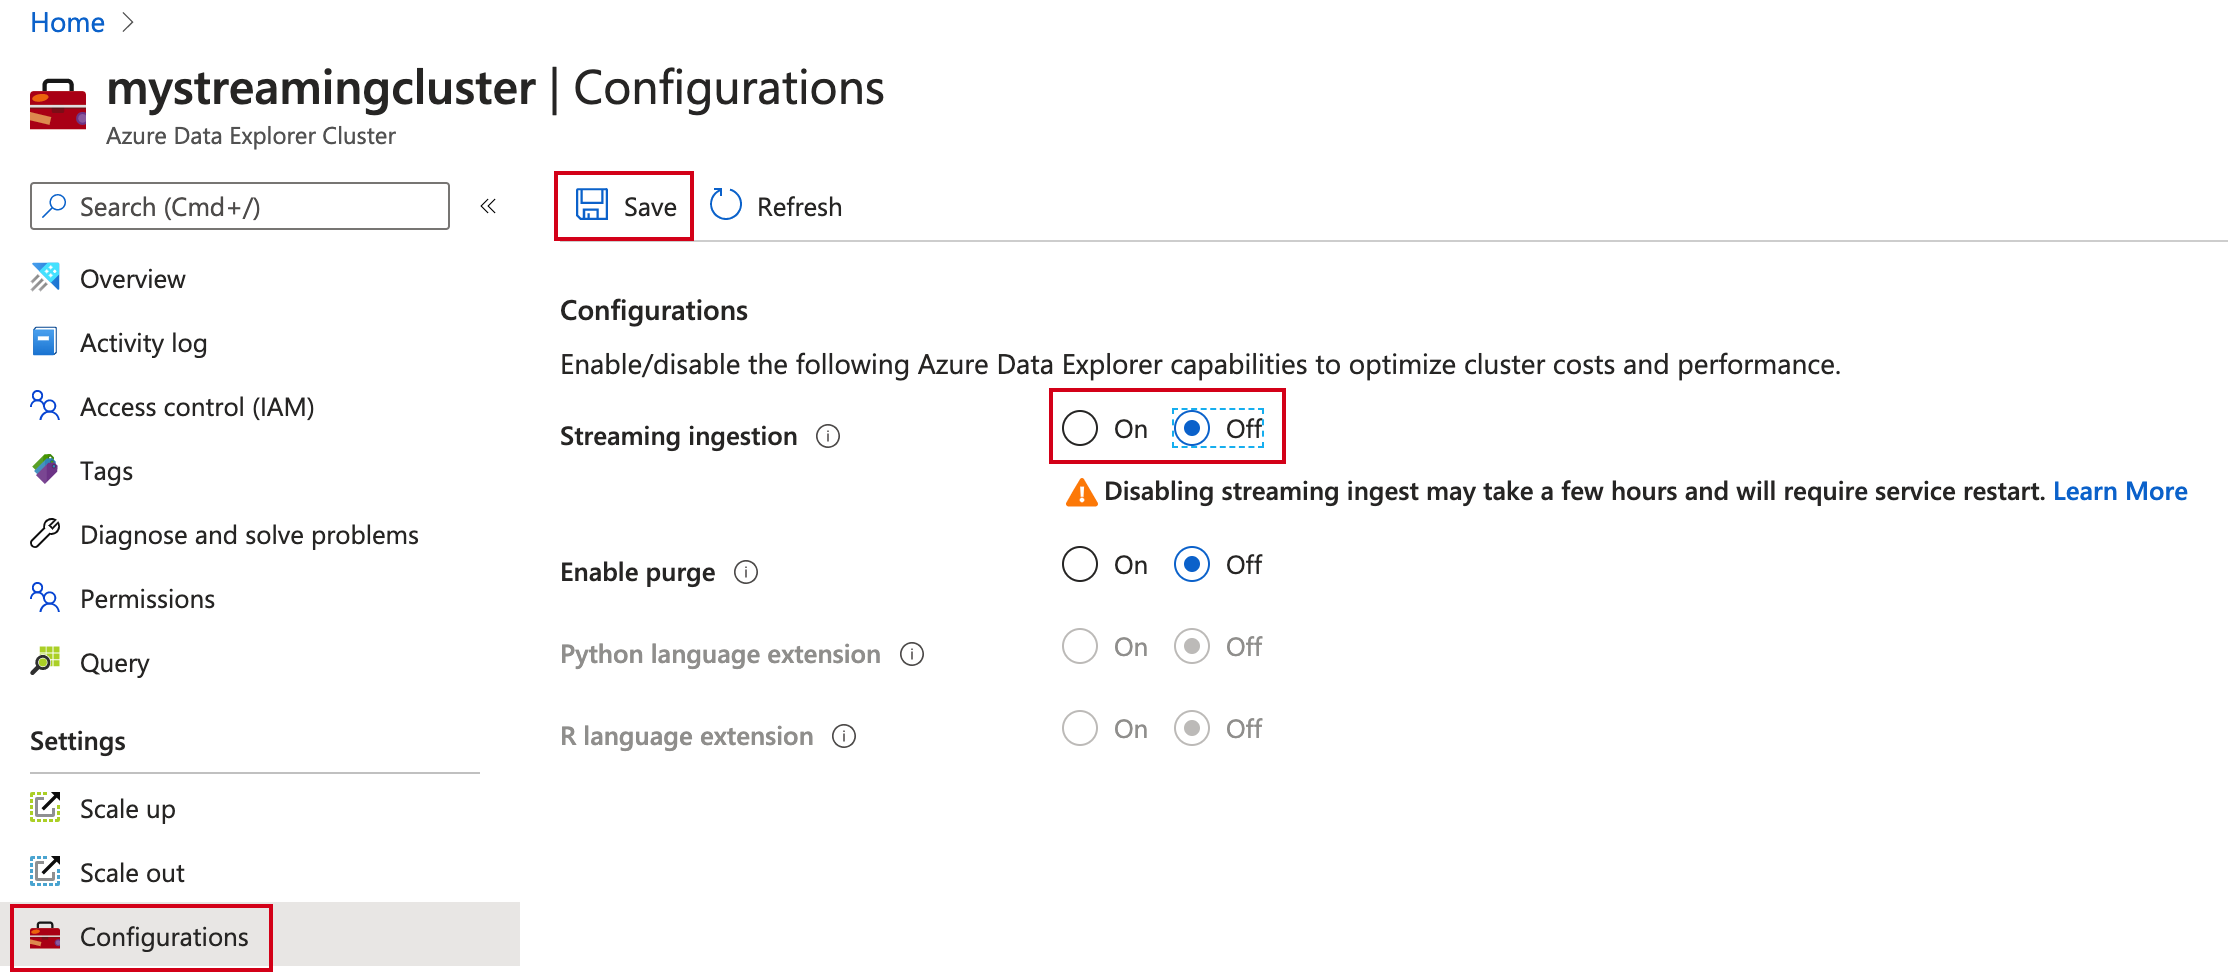 Home
mystreamingcluster | Configurations
Azure Data Explorer Cluster
Search (Cmd+/)
«
Save
Refresh
Overview
Activity log
Access control (IAM)
Tags
Diagnose and solve problems
Permissions
Query
Settings
Scale up
Scale out
Configurations
Configurations
Enable/disable the following Azure Data Explorer capabilities to optimize cluster costs and performance.
Streaming ingestion On Off
Disabling streaming ingest may take a few hours and will require service restart. Learn More
Enable purge On Off
Python language extension On Off
R language extension On Off